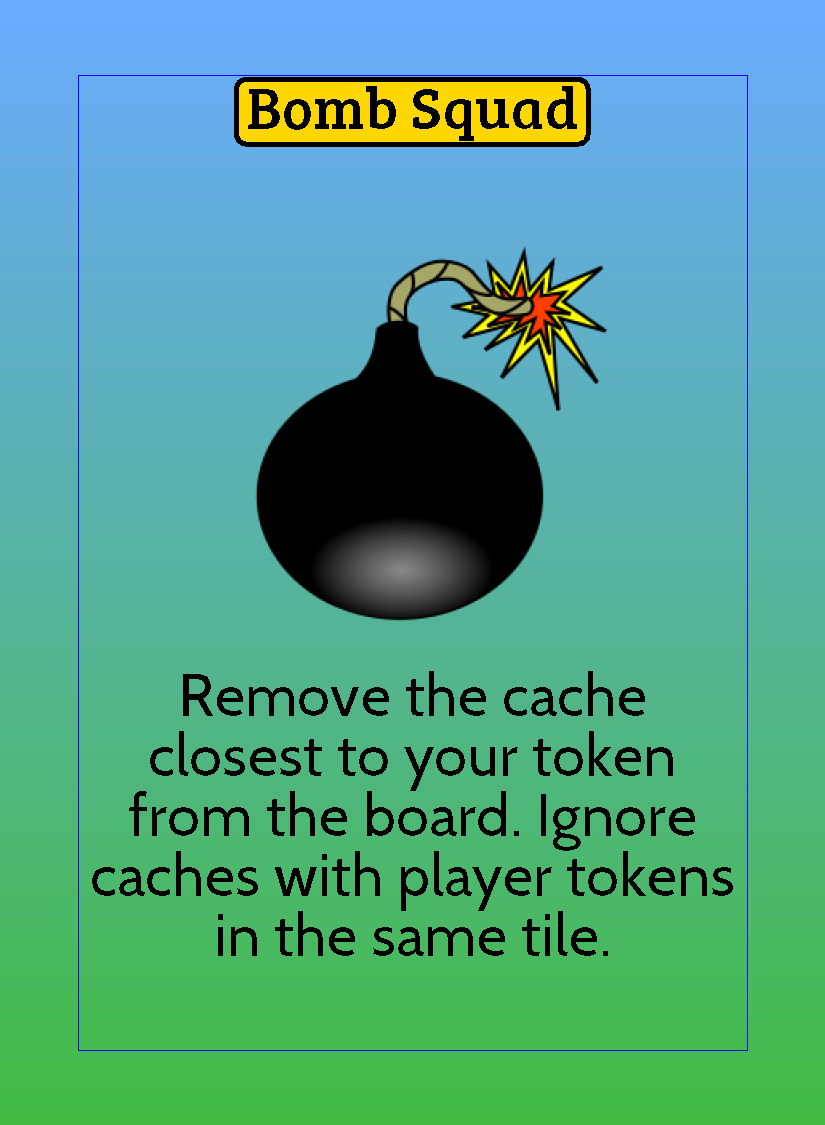 Bomb Squad
Remove the cache
closest to your token
from the board. Ignore
caches with player tokens
in the same tile.